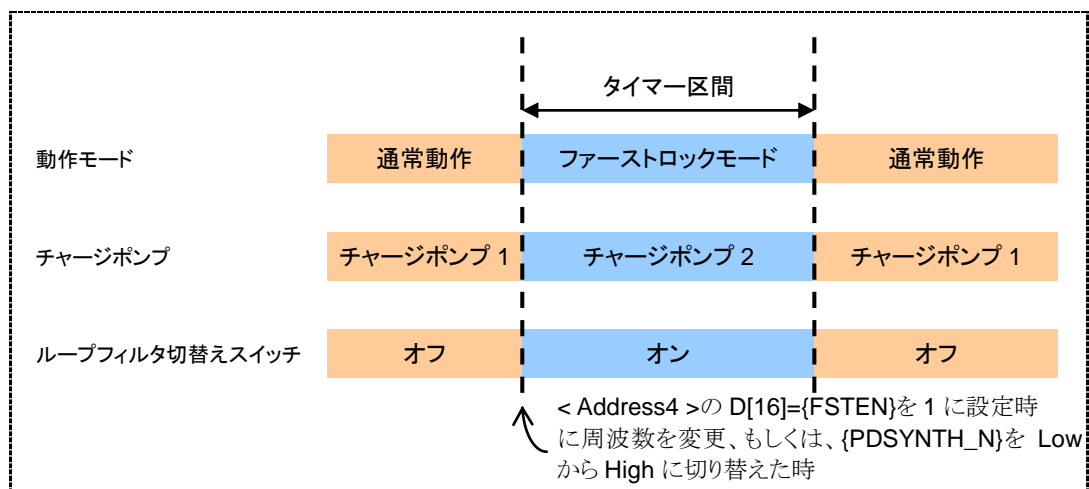 タイマー区間
動作モード 通常動作 ファーストロックモード 通常動作
チャージポンプ チャージポンプ 1 チャージポンプ 2 チャージポンプ 1
ループフィルタ切替えスイッチ オフ オン オフ
< Address4 >の D[16]={FSTEN}を 1 に設定時
に周波数を変更、もしくは、{PDSYNTH_N}を Low
から High に切り替えた時